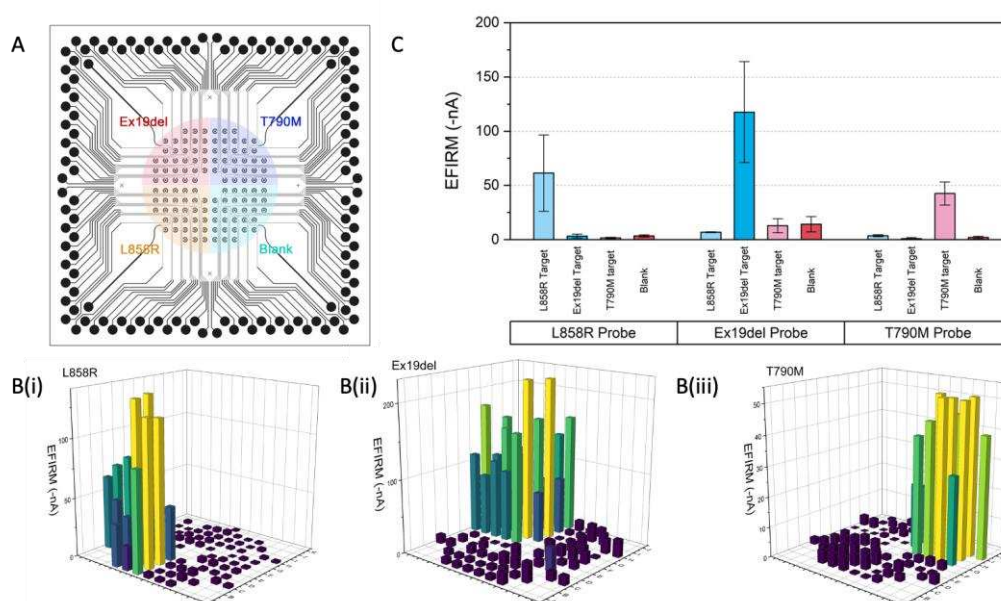 A
Ex19del
T790M
L858R
Blank
C
200
150
100
50
0
EFIRM (-nA)
L858R Target
Ex19del Target
T790M target
Blank
L858R Target
Ex19del Target
T790M target
Blank
L858R Target
Ex19del Target
T790M target
Blank
L858R Probe
Ex19del Probe
T790M Probe
B(i)
L858R
EFIRM (-nA)
100
50
0
B(ii)
Ex19del
EFIRM (-nA)
200
100
0
B(iii)
T790M
EFIRM (-nA)
50
40
30
20
10
0